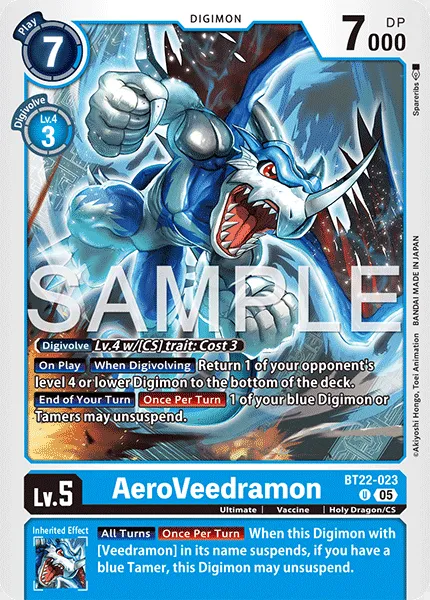 DIGIMON
Play
7
DP
7000
Digivolve
Lv.4
3
Spareribs
©Akiyoshi Hongo, Toei Animation BANDAI MADE IN JAPAN
SAMPLE
Digivolve Lv.4 w/[CS] trait: Cost 3
On Play When Digivolving Return 1 of your opponent's
level 4 or lower Digimon to the bottom of the deck.
End of Your Turn Once Per Turn 1 of your blue Digimon or
Tamers may unsuspend.
BT22-023
Lv.5 AeroVeedramon U 05
Ultimate | Vaccine | Holy Dragon/CS
Inherited Effect
All Turns Once Per Turn When this Digimon with
[Veedramon] in its name suspends, if you have a
blue Tamer, this Digimon may unsuspend.